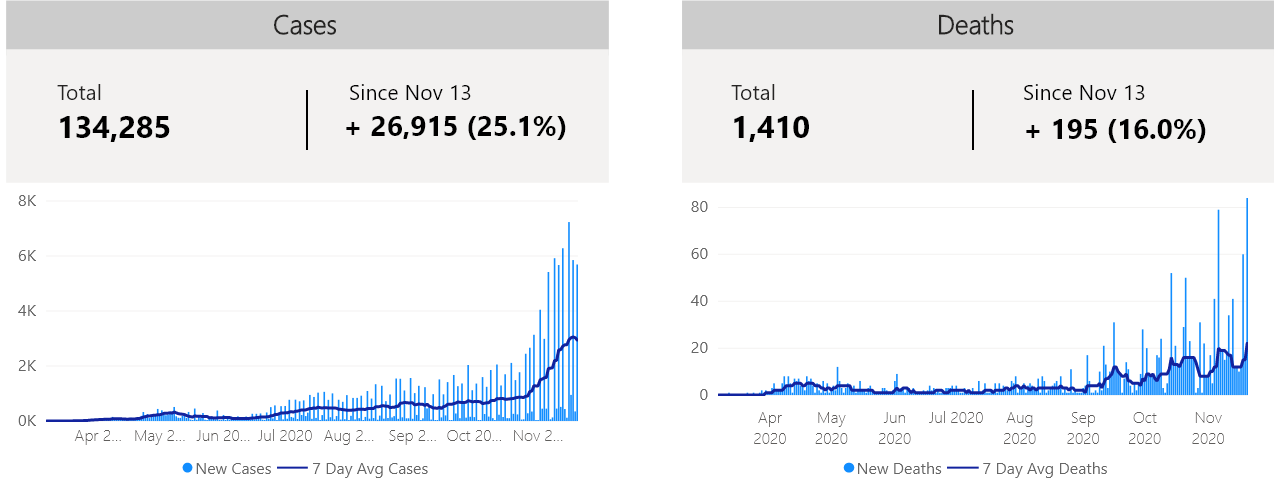 Cases
Total
134,285
Since Nov 13
+ 26,915 (25.1%)
8K
6K
4K
2K
0K
Apr 2... May 2... Jun 20... Jul 2020 Aug 2... Sep 2... Oct 20... Nov 2...
New Cases 7 Day Avg Cases
Deaths
Total
1,410
Since Nov 13
+ 195 (16.0%)
80
60
40
20
0
Apr 2020
May 2020
Jun 2020
Jul 2020
Aug 2020
Sep 2020
Oct 2020
Nov 2020
New Deaths 7 Day Avg Deaths